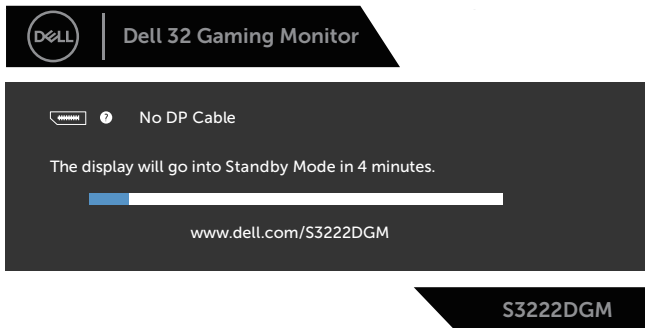 DELL
Dell 32 Gaming Monitor
? No DP Cable
The display will go into Standby Mode in 4 minutes.
www.dell.com/S3222DGM
S3222DGM